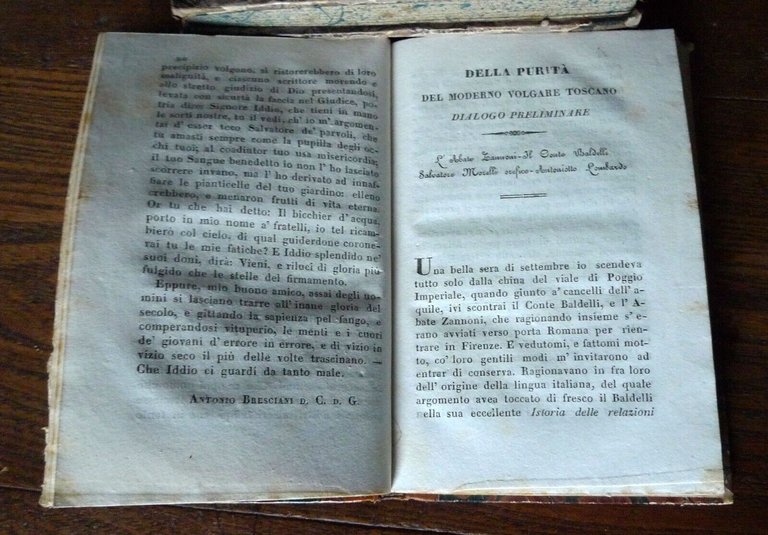 precipizio volgono, si ristorerebbero di loro
malignità, e ciascuno scrittore morendo e
allo stretto giudizio di Dio presentandosi,
levata con sicurtà la faccia nel Giudice, po-
tria dire: Signore Iddio, che tieni in mano
le sorti nostre, tu il vedi, ch' io m' argomen-
tai d' esser teco Salvatore de' parvoli, che
tu amasti sempre come la pupilla degli oc-
chi tuoi; al coadiutor tuo usa misericordia;
il tuo Sangue benedetto io non l' ho lasciato
scorrere invano, ma l' ho derivato ad innaf-
fiare le pianticelle del tuo giardino: elleno
crebbero, e menaron frutti di vita eterna.
Or tu che hai detto: Il bicchier d' acqua,
porto in mio nome a' fratelli, io tel ricam-
bierò col cielo, di qual guiderdone corone-
rai tu le mie fatiche? E Iddio splendido ne'
suoi doni, dirà: Vieni, e riluci di gloria più
fulgido che le stelle del firmamento.
Eppure, mio buono amico, assai degli uo-
mini si lasciano trarre all' inane gloria del
secolo, e gittando la sapienza pel fango, e
comperandosi vituperio, le menti e i cuori
de' giovani d' errore in errore, e di vizio in
vizio seco il più delle volte trascinano. —
Che Iddio ci guardi da tanto male.
ANTONIO BRESCIANI D. C. D. G.
DELLA PURITÀ
DEL MODERNO VOLGARE TOSCANO
DIALOGO PRELIMINARE
L' Abate Zannoni - Il Conte Baldelli
Salvatore Morello orefice - Antoniotto Lombardo
Una bella sera di settembre io scendeva
tutto solo dalla china del viale di Poggio
Imperiale, quando giunto a' cancelli dell' a-
quile, ivi scontrai il Conte Baldelli, e l' A-
bate Zannoni, che ragionando insieme s' e-
rano avviati verso porta Romana per rien-
trare in Firenze. E vedutomi, e fattomi mot-
to, co' loro gentili modi m' invitarono ad
entrar di conserva. Ragionavano in fra loro
dell' origine della lingua italiana, del quale
argomento avea toccato di fresco il Baldelli
nella sua eccellente Istoria delle relazioni